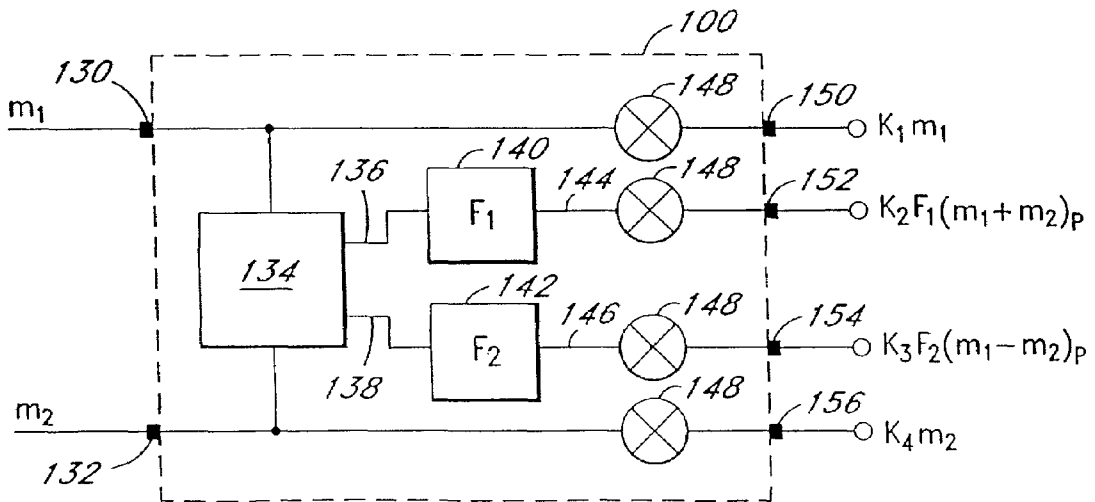 100
130
148
150
m₁
K₁m₁
140
136
144
148
152
F₁
K₂F₁(m₁+m₂)ₚ
134
142
148
154
146
F₂
K₃F₂(m₁−m₂)ₚ
138
148
156
m₂
K₄m₂
132